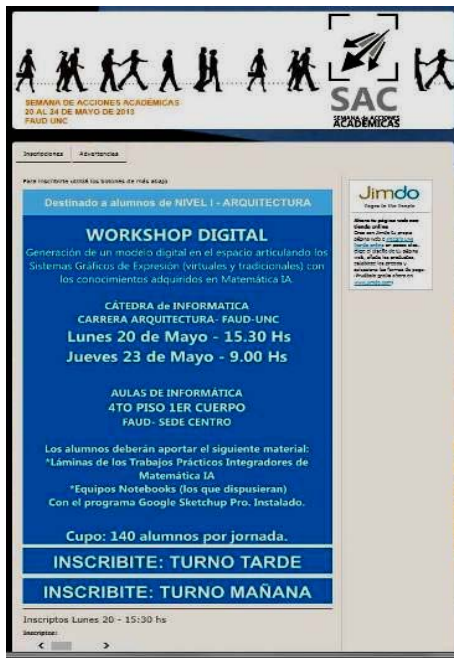 SEMANA DE ACCIONES ACADÉMICAS
20 AL 24 DE MAYO DE 2013
FAUD UNC
SAC
SEMANA de ACCIONES
ACADÉMICAS
Inscripciones
Advertencias
Para inscribirte utilizá los botones de más abajo
Destinado a alumnos de NIVEL I - ARQUITECTURA
WORKSHOP DIGITAL
Generación de un modelo digital en el espacio articulando los
Sistemas Gráficos de Expresión (virtuales y tradicionales) con
los conocimientos adquiridos en Matemática IA.
CÁTEDRA de INFORMATICA
CARRERA ARQUITECTURA- FAUD-UNC
Lunes 20 de Mayo - 15.30 Hs
Jueves 23 de Mayo - 9.00 Hs
AULAS DE INFORMÁTICA
4TO PISO 1ER CUERPO
FAUD- SEDE CENTRO
Los alumnos deberán aportar el siguiente material:
*Láminas de los Trabajos Prácticos Integradores de
Matemática IA
*Equipos Notebooks (los que dispusieran)
Con el programa Google Sketchup Pro. Instalado.
Cupo: 140 alumnos por jornada.
INSCRIBITE: TURNO TARDE
INSCRIBITE: TURNO MAÑANA
Inscriptos Lunes 20 - 15:30 hs
Inscriptos:
Jimdo
Pages to the People